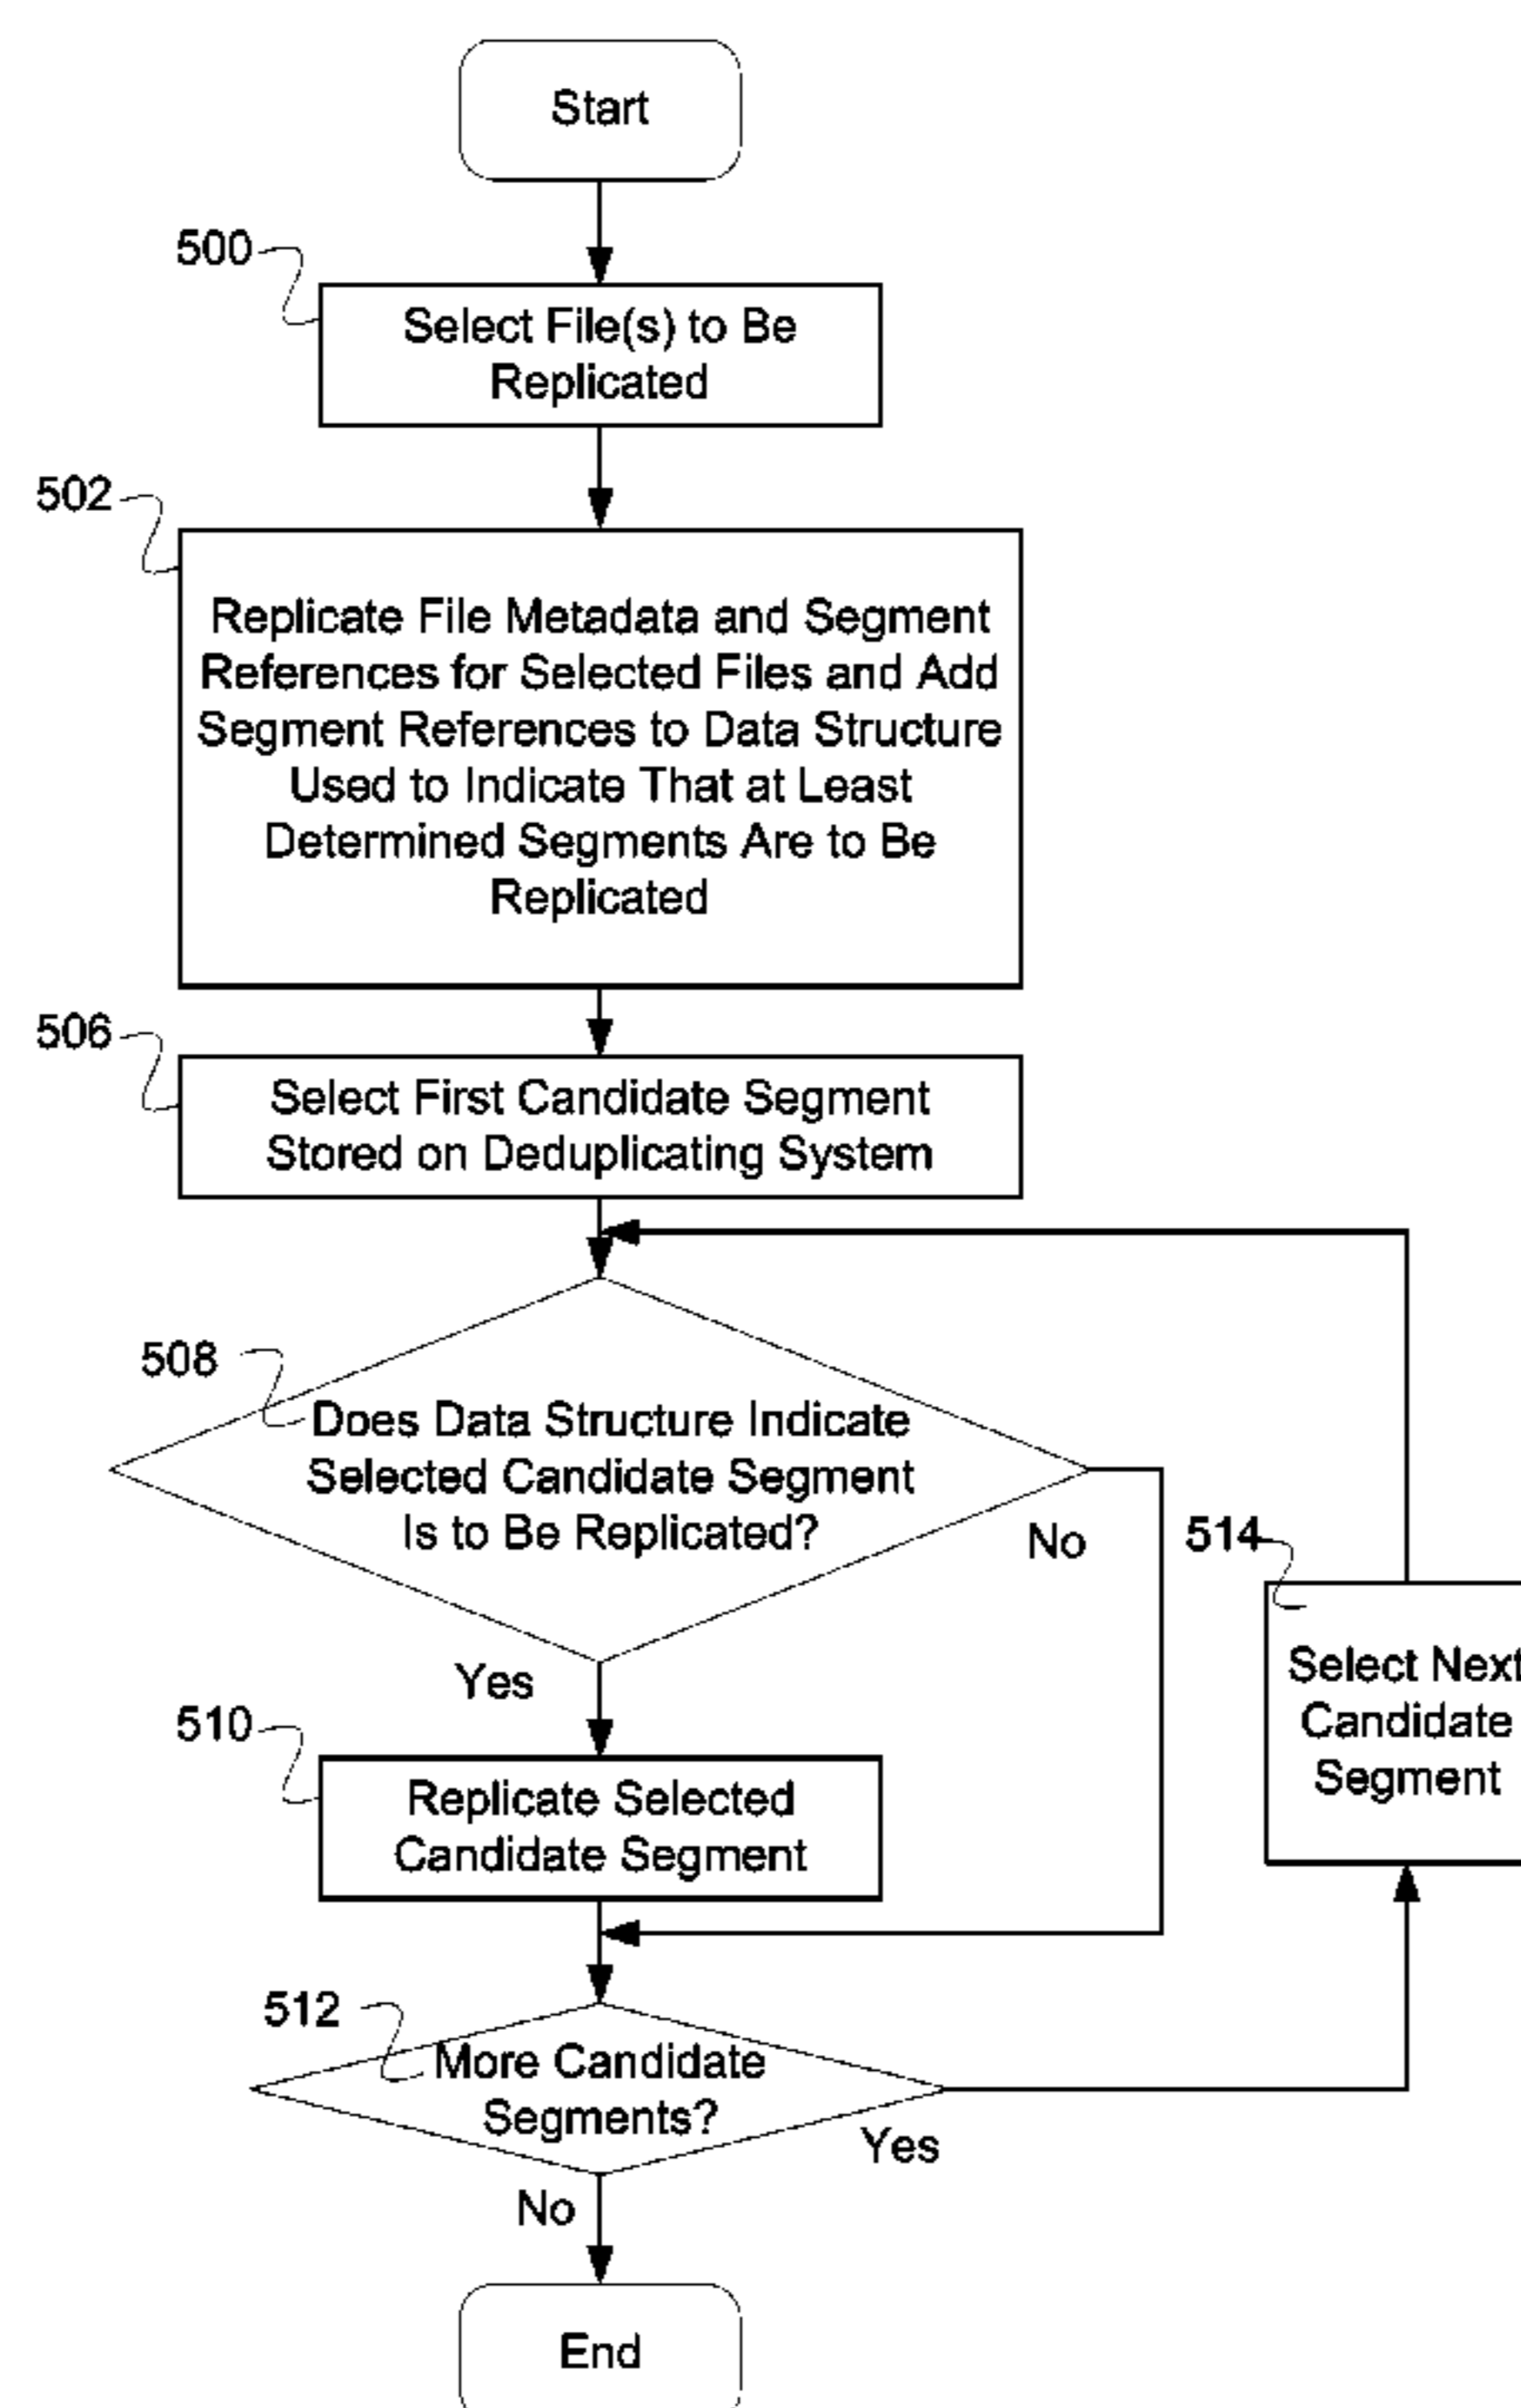 Start
500
Select File(s) to Be
Replicated
502
Replicate File Metadata and Segment
References for Selected Files and Add
Segment References to Data Structure
Used to Indicate That at Least
Determined Segments Are to Be
Replicated
506
Select First Candidate Segment
Stored on Deduplicating System
508
Does Data Structure Indicate
Selected Candidate Segment
Is to Be Replicated?
No
514
Select Next
Candidate
Segment
Yes
510
Replicate Selected
Candidate Segment
512
More Candidate
Segments?
Yes
No
End